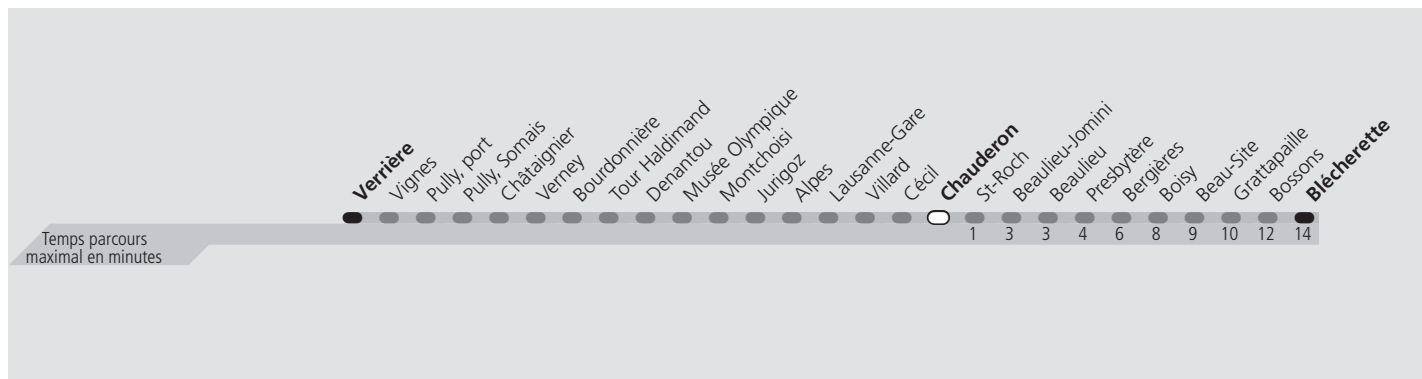 Verrière
Vignes
Pully, port
Pully, Somais
Châtaignier
Verney
Bourdonnière
Tour Haldimand
Denantou
Musée Olympique
Montchoisi
Jurigoz
Alpes
Lausanne-Gare
Villard
Cécil
Chauderon
St-Roch
Beaulieu-Jomini
Beaulieu
Presbytère
Bergières
Boisy
Beau-Site
Grattapaille
Bossons
Blécherette
Temps parcours
maximal en minutes
1 3 3 4 6 8 9 10 12 14